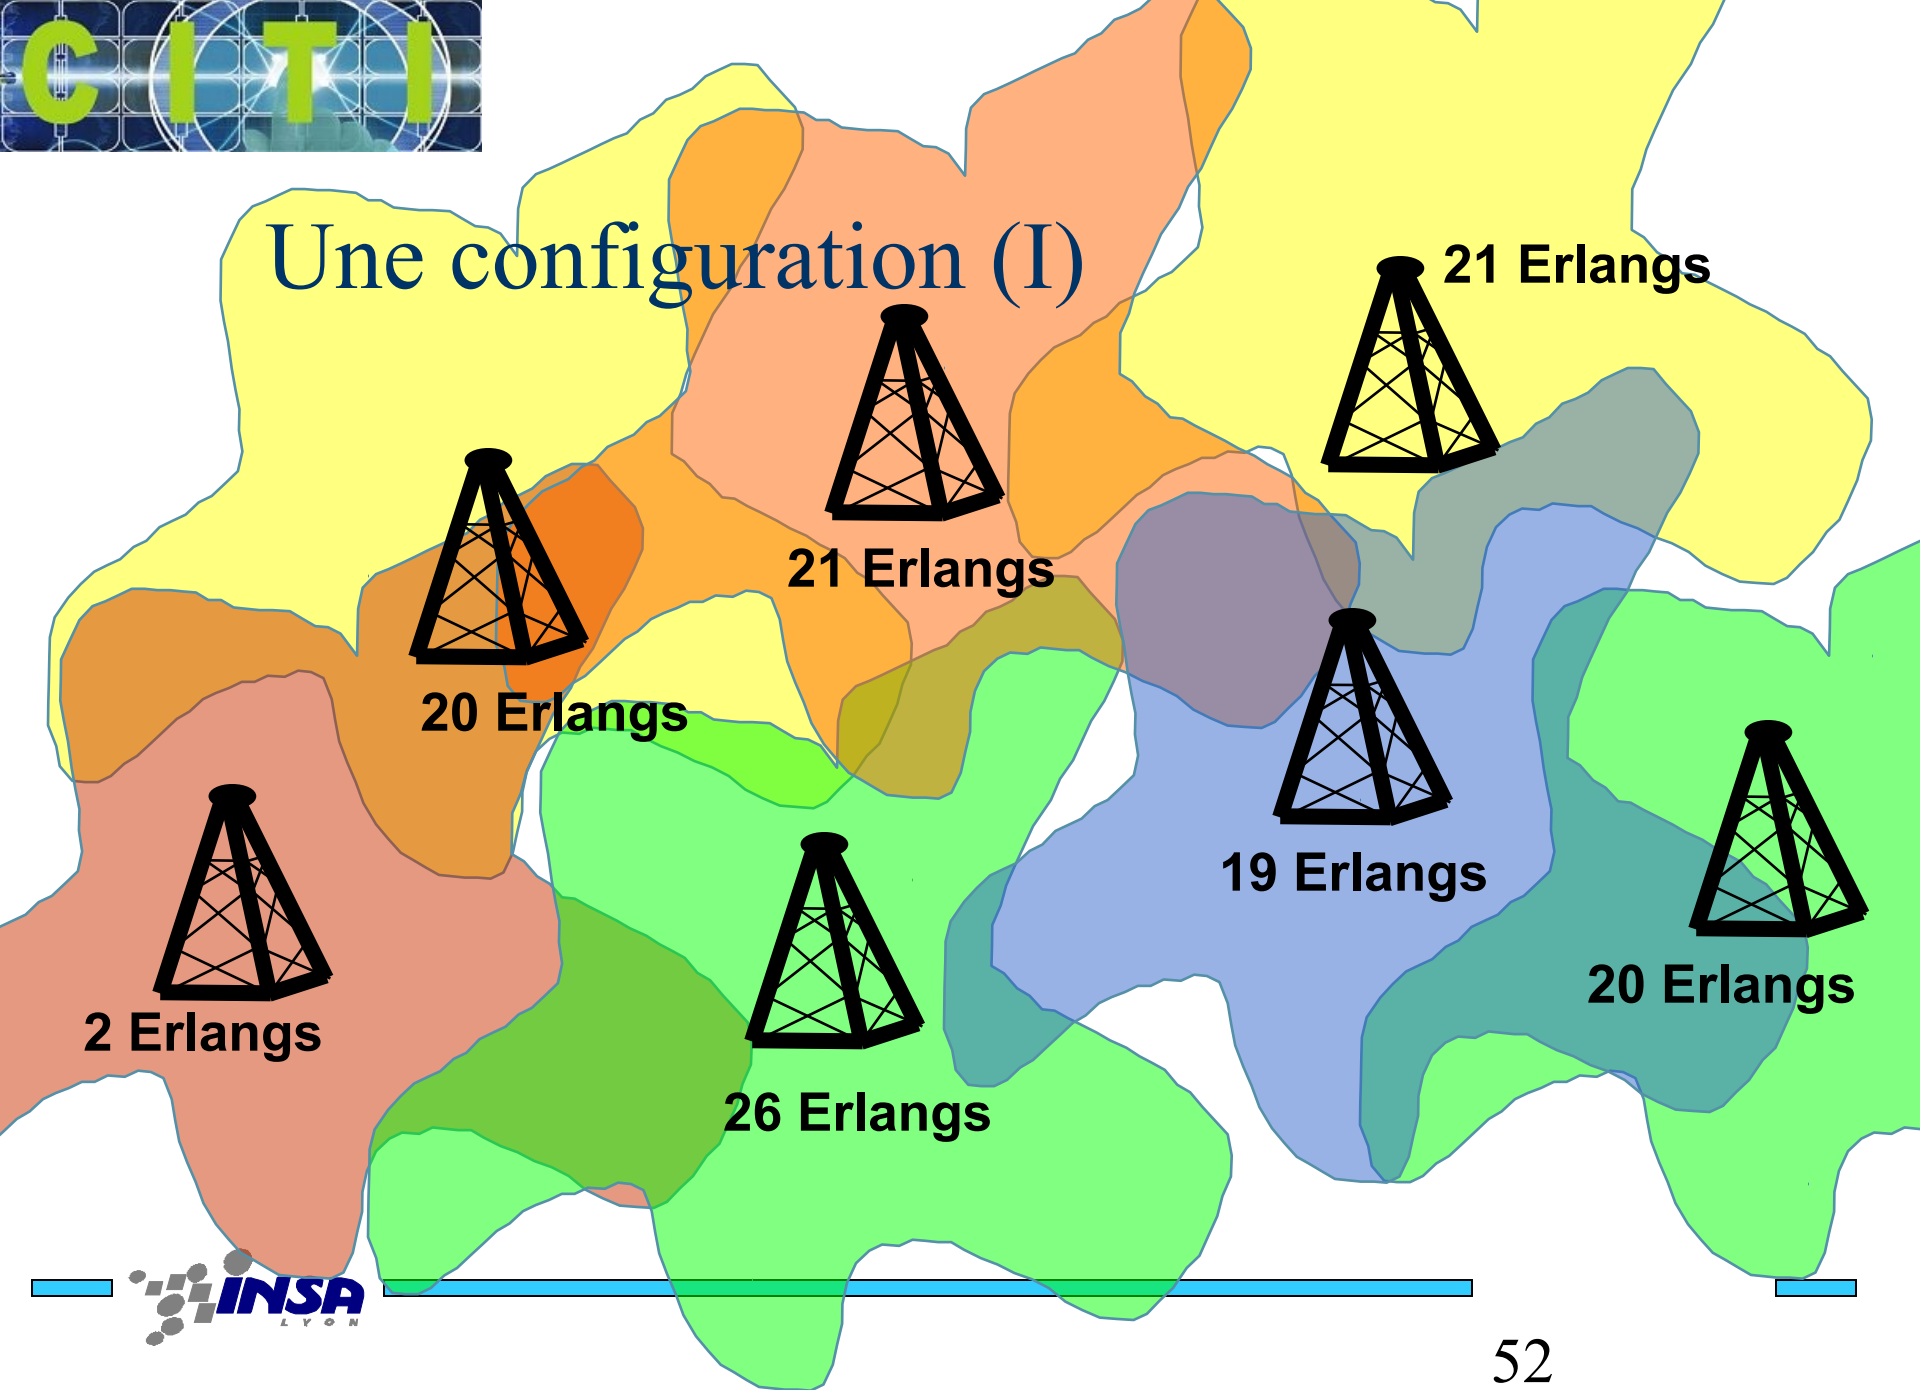 CITI
Une configuration (I)
21 Erlangs
21 Erlangs
20 Erlangs
19 Erlangs
20 Erlangs
2 Erlangs
26 Erlangs
INSA
LYON
52